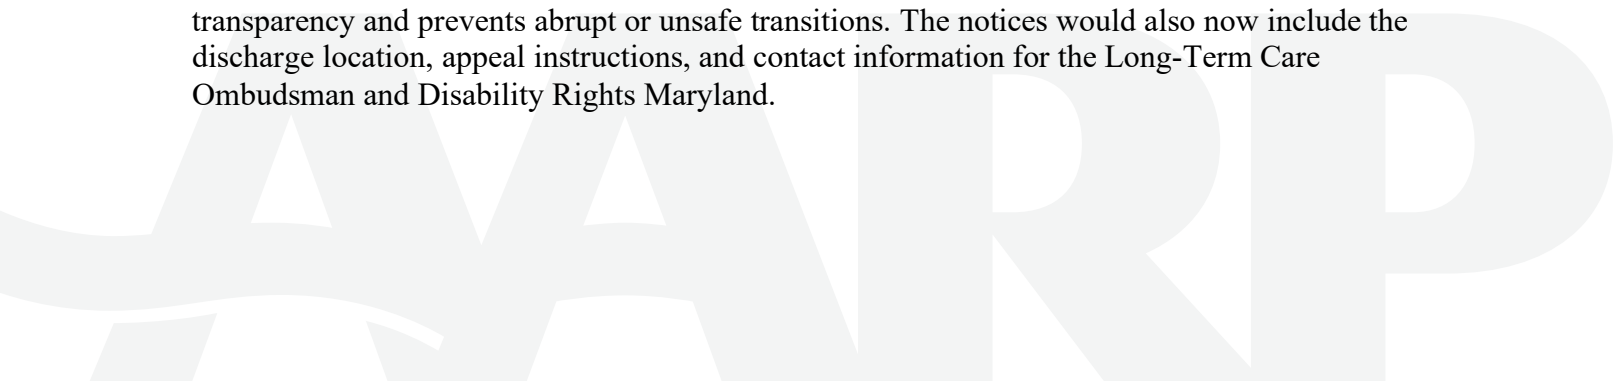 transparency and prevents abrupt or unsafe transitions. The notices would also now include the
discharge location, appeal instructions, and contact information for the Long-Term Care
Ombudsman and Disability Rights Maryland.
AARP